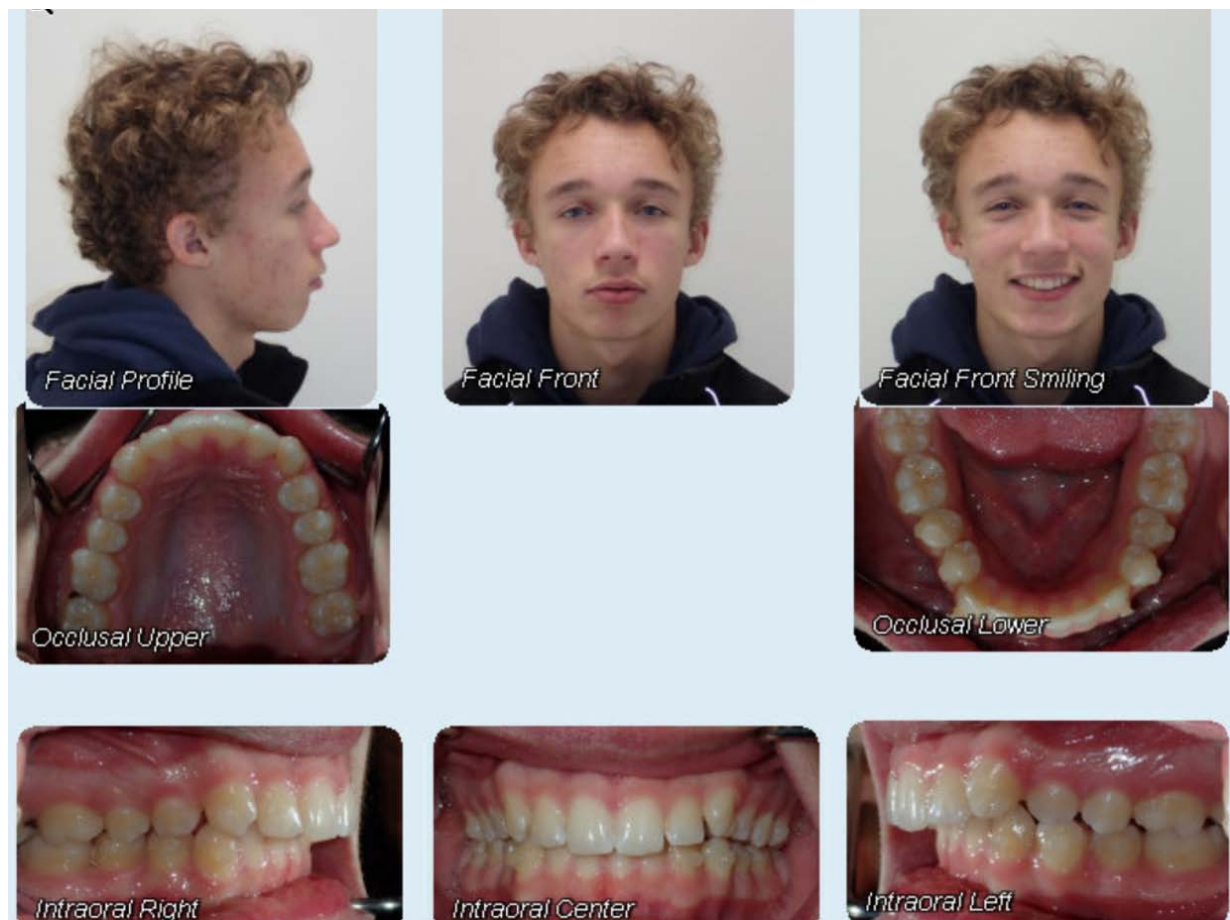 Facial Profile
Facial Front
Facial Front Smiling
Occlusal Upper
Occlusal Lower
Intraoral Right
Intraoral Center
Intraoral Left